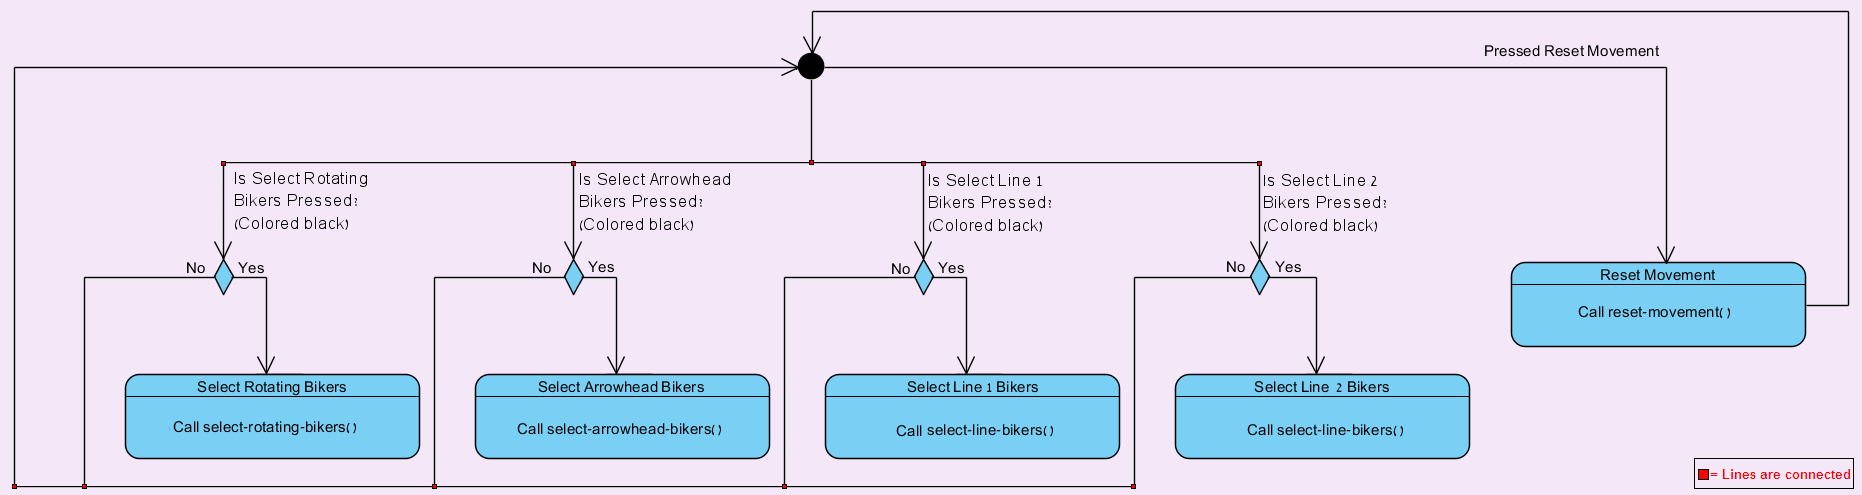 Pressed Reset Movement
Is Select Rotating
Bikers Pressed?
(Colored black)
Is Select Arrowhead
Bikers Pressed?
(Colored black)
Is Select Line 1
Bikers Pressed?
(Colored black)
Is Select Line 2
Bikers Pressed?
(Colored black)
No
Yes
No
Yes
No
Yes
No
Yes
Reset Movement
Call reset-movement()
Select Rotating Bikers
Call select-rotating-bikers()
Select Arrowhead Bikers
Call select-arrowhead-bikers()
Select Line 1 Bikers
Call select-line-bikers()
Select Line 2 Bikers
Call select-line-bikers()
= Lines are connected